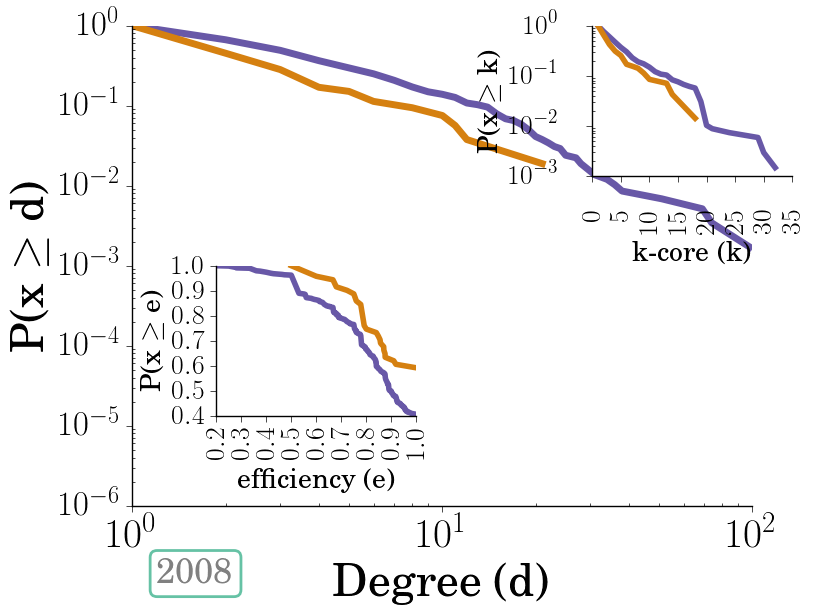 P(x ≥ d)
10^0
10^-1
10^-2
10^-3
10^-4
10^-5
10^-6
10^0 10^1 10^2
Degree (d)
P(x ≥ k)
10^0
10^-1
10^-2
10^-3
0 5 10 15 20 25 30 35
k-core (k)
P(x ≥ e)
1.0
0.9
0.8
0.7
0.6
0.5
0.4
0.2 0.3 0.4 0.5 0.6 0.7 0.8 0.9 1.0
efficiency (e)
2008